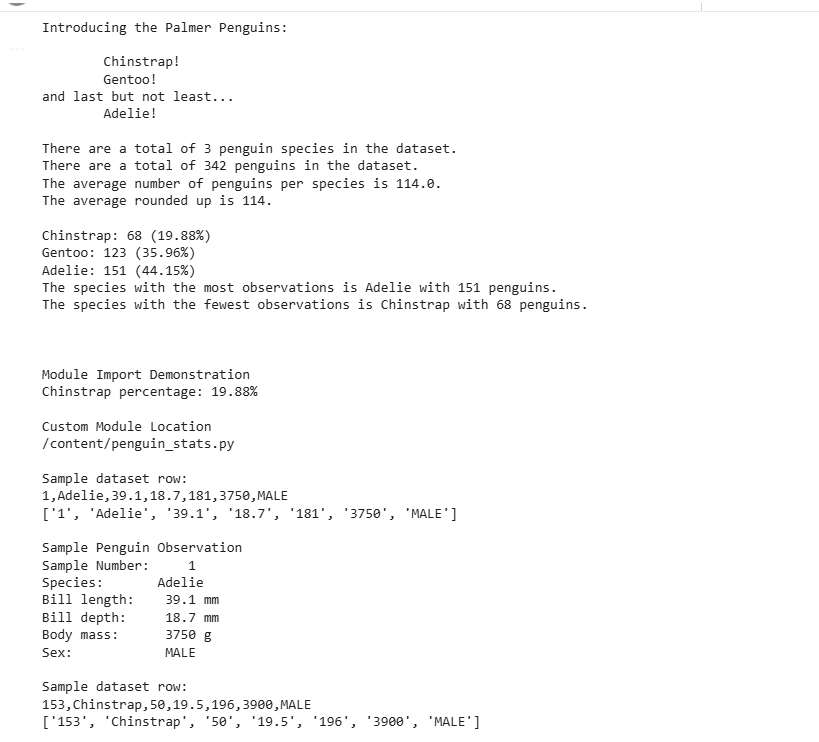 Introducing the Palmer Penguins:
Chinstrap!
Gentoo!
and last but not least...
Adelie!
There are a total of 3 penguin species in the dataset.
There are a total of 342 penguins in the dataset.
The average number of penguins per species is 114.0.
The average rounded up is 114.
Chinstrap: 68 (19.88%)
Gentoo: 123 (35.96%)
Adelie: 151 (44.15%)
The species with the most observations is Adelie with 151 penguins.
The species with the fewest observations is Chinstrap with 68 penguins.
Module Import Demonstration
Chinstrap percentage: 19.88%
Custom Module Location
/content/penguin_stats.py
Sample dataset row:
1,Adelie,39.1,18.7,181,3750,MALE
['1', 'Adelie', '39.1', '18.7', '181', '3750', 'MALE']
Sample Penguin Observation
Sample Number: 1
Species: Adelie
Bill length: 39.1 mm
Bill depth: 18.7 mm
Body mass: 3750 g
Sex: MALE
Sample dataset row:
153,Chinstrap,50,19.5,196,3900,MALE
['153', 'Chinstrap', '50', '19.5', '196', '3900', 'MALE']